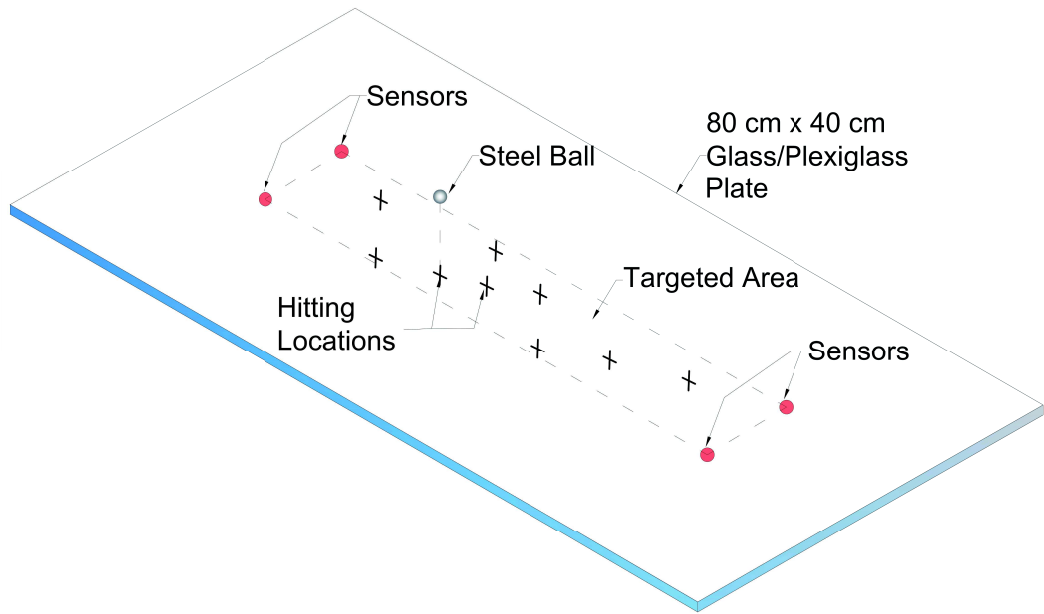 Sensors
80 cm x 40 cm
Glass/Plexiglass
Plate
Steel Ball
Targeted Area
Hitting
Locations
Sensors